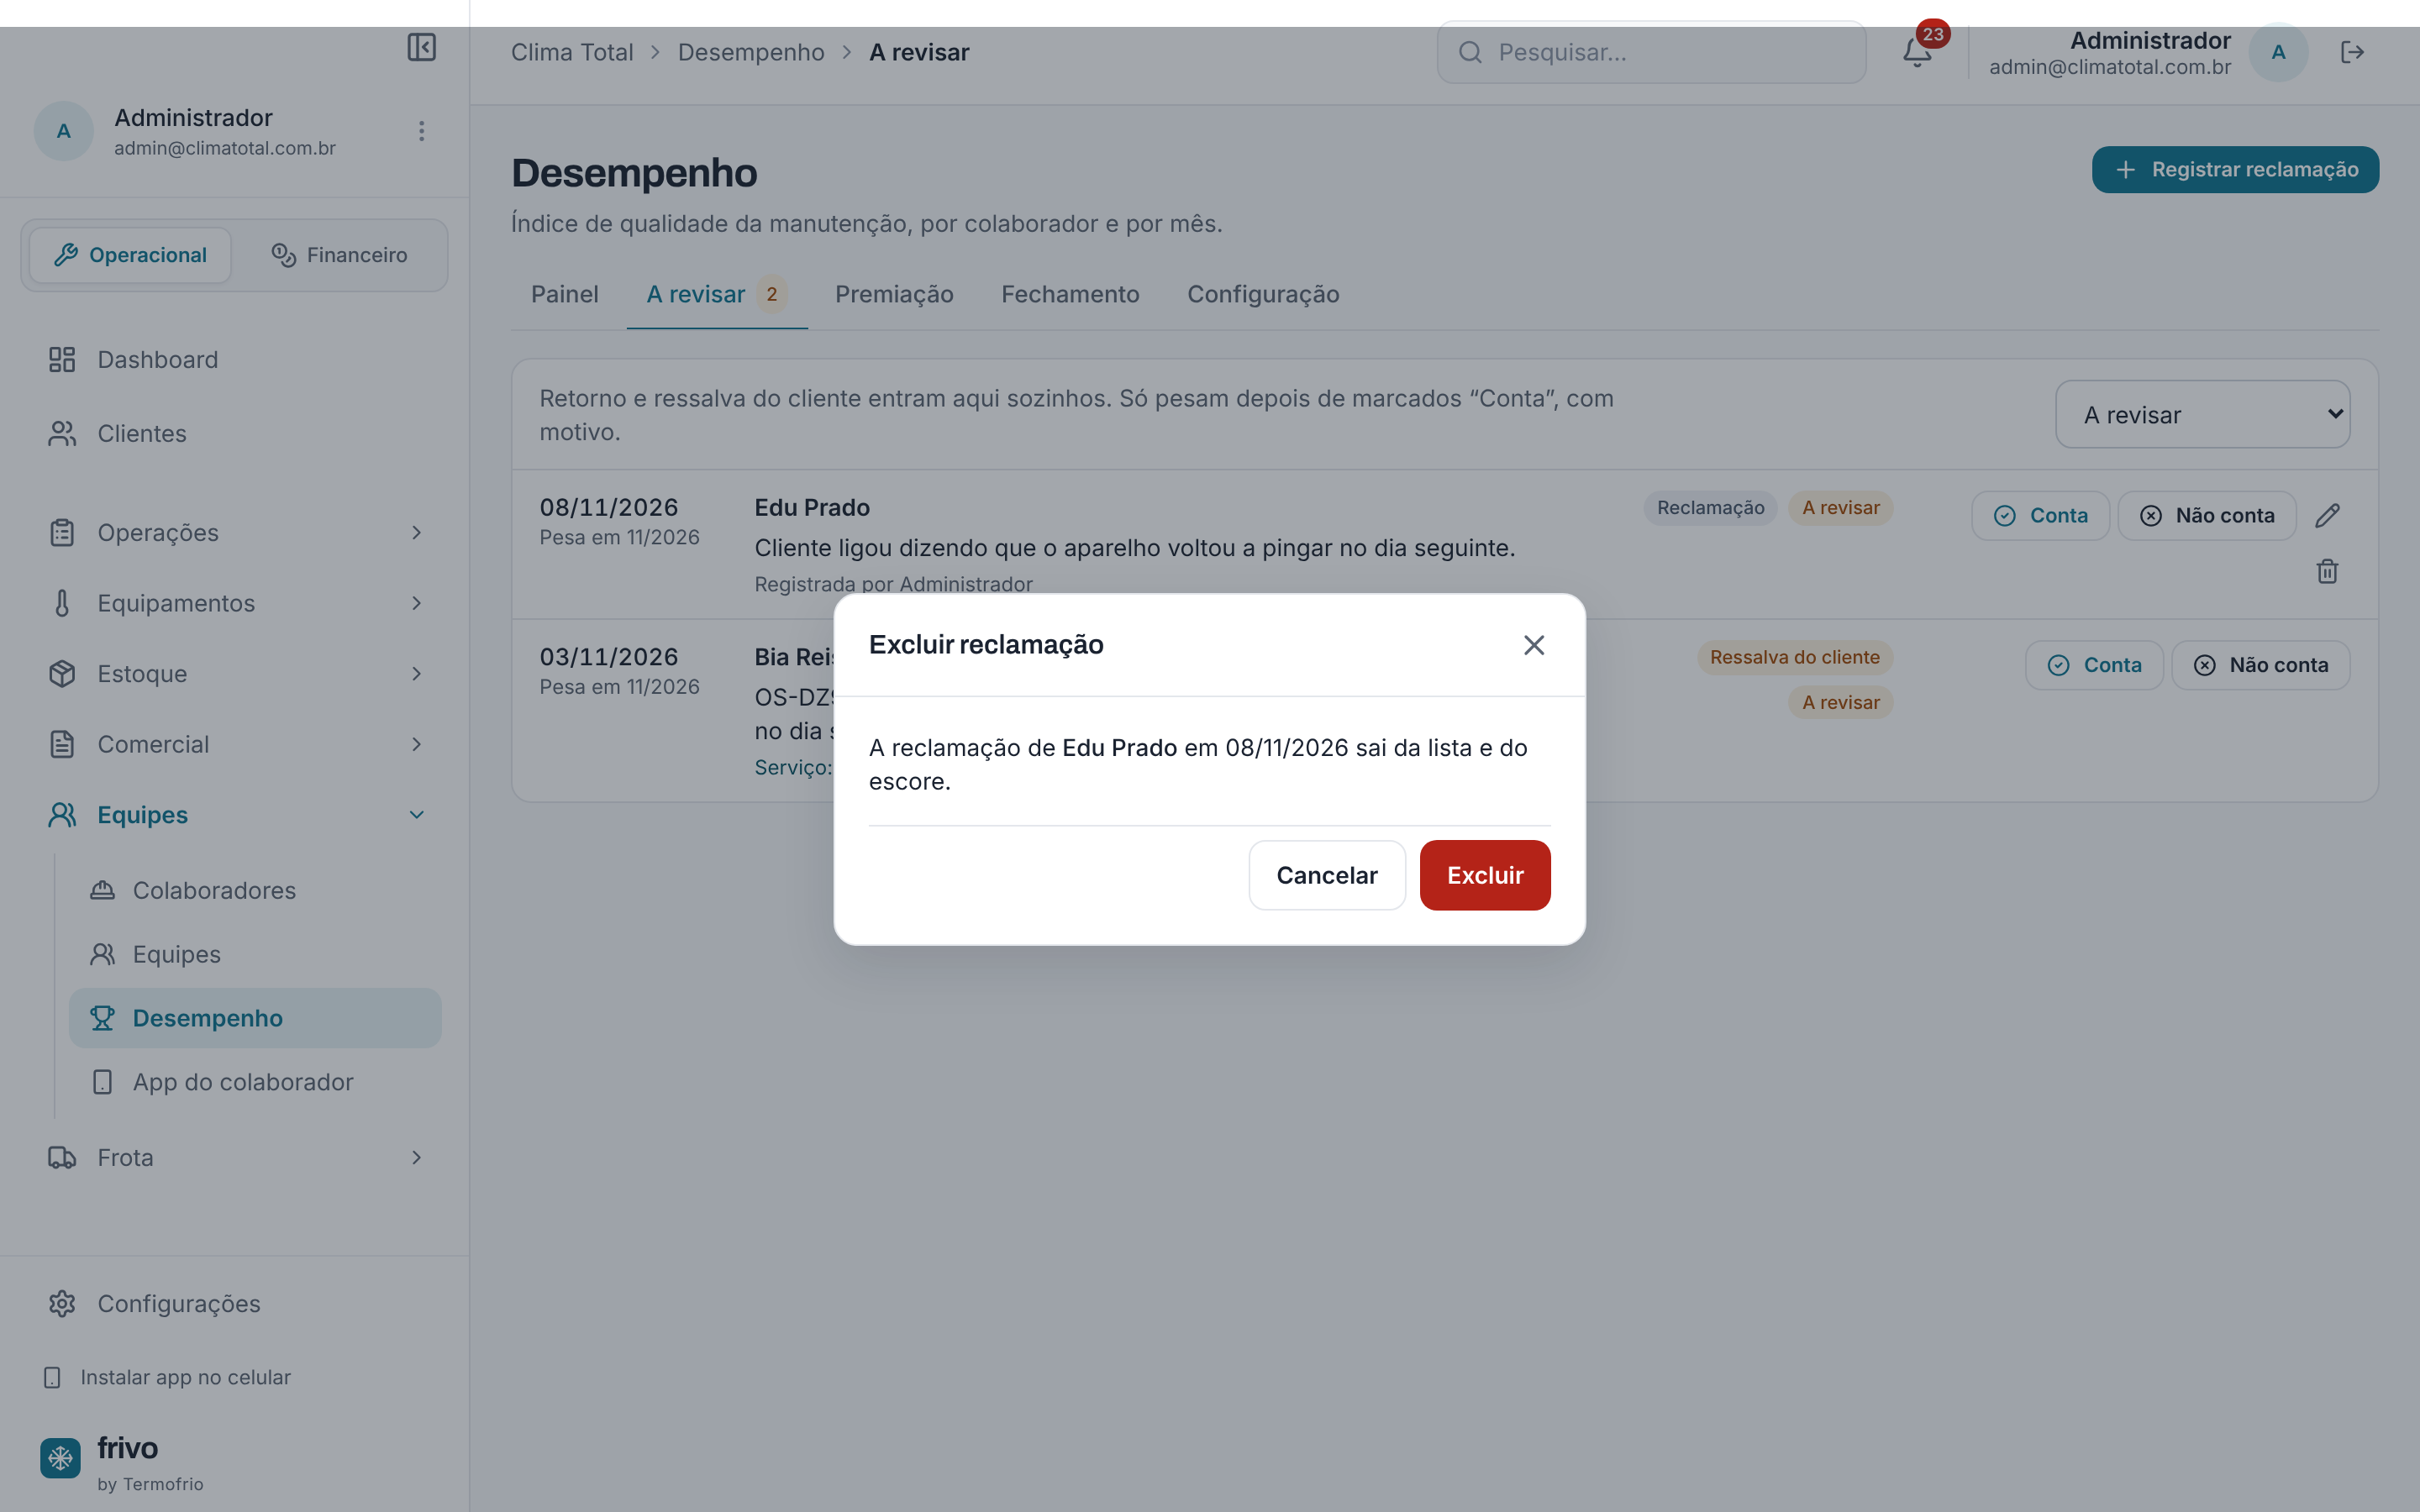 Clima Total > Desempenho > A revisar
Pesquisar...
23
Administrador
admin@climatotal.com.br
A
A
Administrador
admin@climatotal.com.br
Operacional
Financeiro
Dashboard
Clientes
Operações
Equipamentos
Estoque
Comercial
Equipes
Colaboradores
Equipes
Desempenho
App do colaborador
Frota
Configurações
Instalar app no celular
frivo
by Termofrio
Desempenho
Índice de qualidade da manutenção, por colaborador e por mês.
Registrar reclamação
Painel
A revisar 2
Premiação
Fechamento
Configuração
Retorno e ressalva do cliente entram aqui sozinhos. Só pesam depois de marcados “Conta”, com
motivo.
A revisar
08/11/2026
Pesa em 11/2026
Edu Prado
Cliente ligou dizendo que o aparelho voltou a pingar no dia seguinte.
Registrada por Administrador
Reclamação
A revisar
Conta
Não conta
03/11/2026
Pesa em 11/2026
Bia Reis
no dia
Serviço:
Ressalva do cliente
A revisar
Conta
Não conta
Excluir reclamação
A reclamação de Edu Prado em 08/11/2026 sai da lista e do
escore.
Cancelar
Excluir